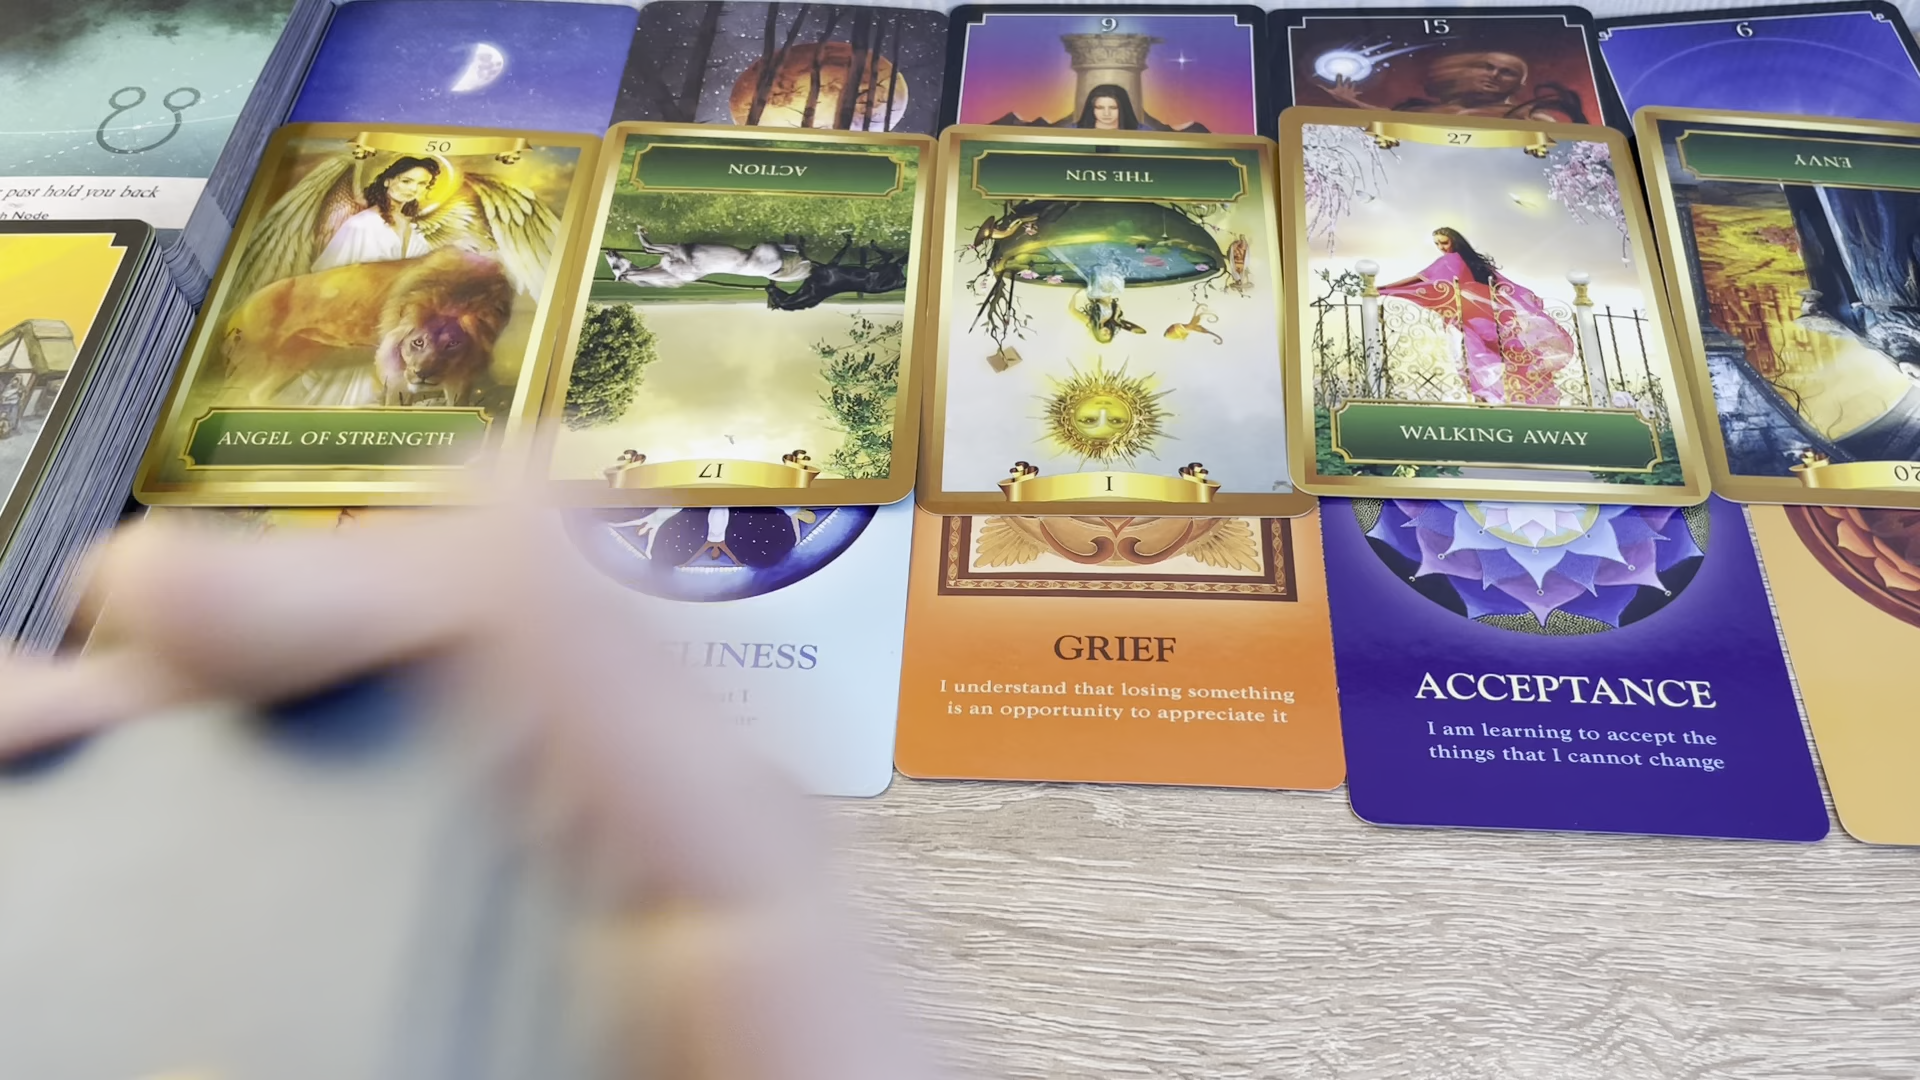 9
15
6
past hold you back
h Node
50
ANGEL OF STRENGTH
ACTION
17
THE SUN
1
27
WALKING AWAY
ENVY
20
LINESS
t I
GRIEF
I understand that losing something
is an opportunity to appreciate it
ACCEPTANCE
I am learning to accept the
things that I cannot change